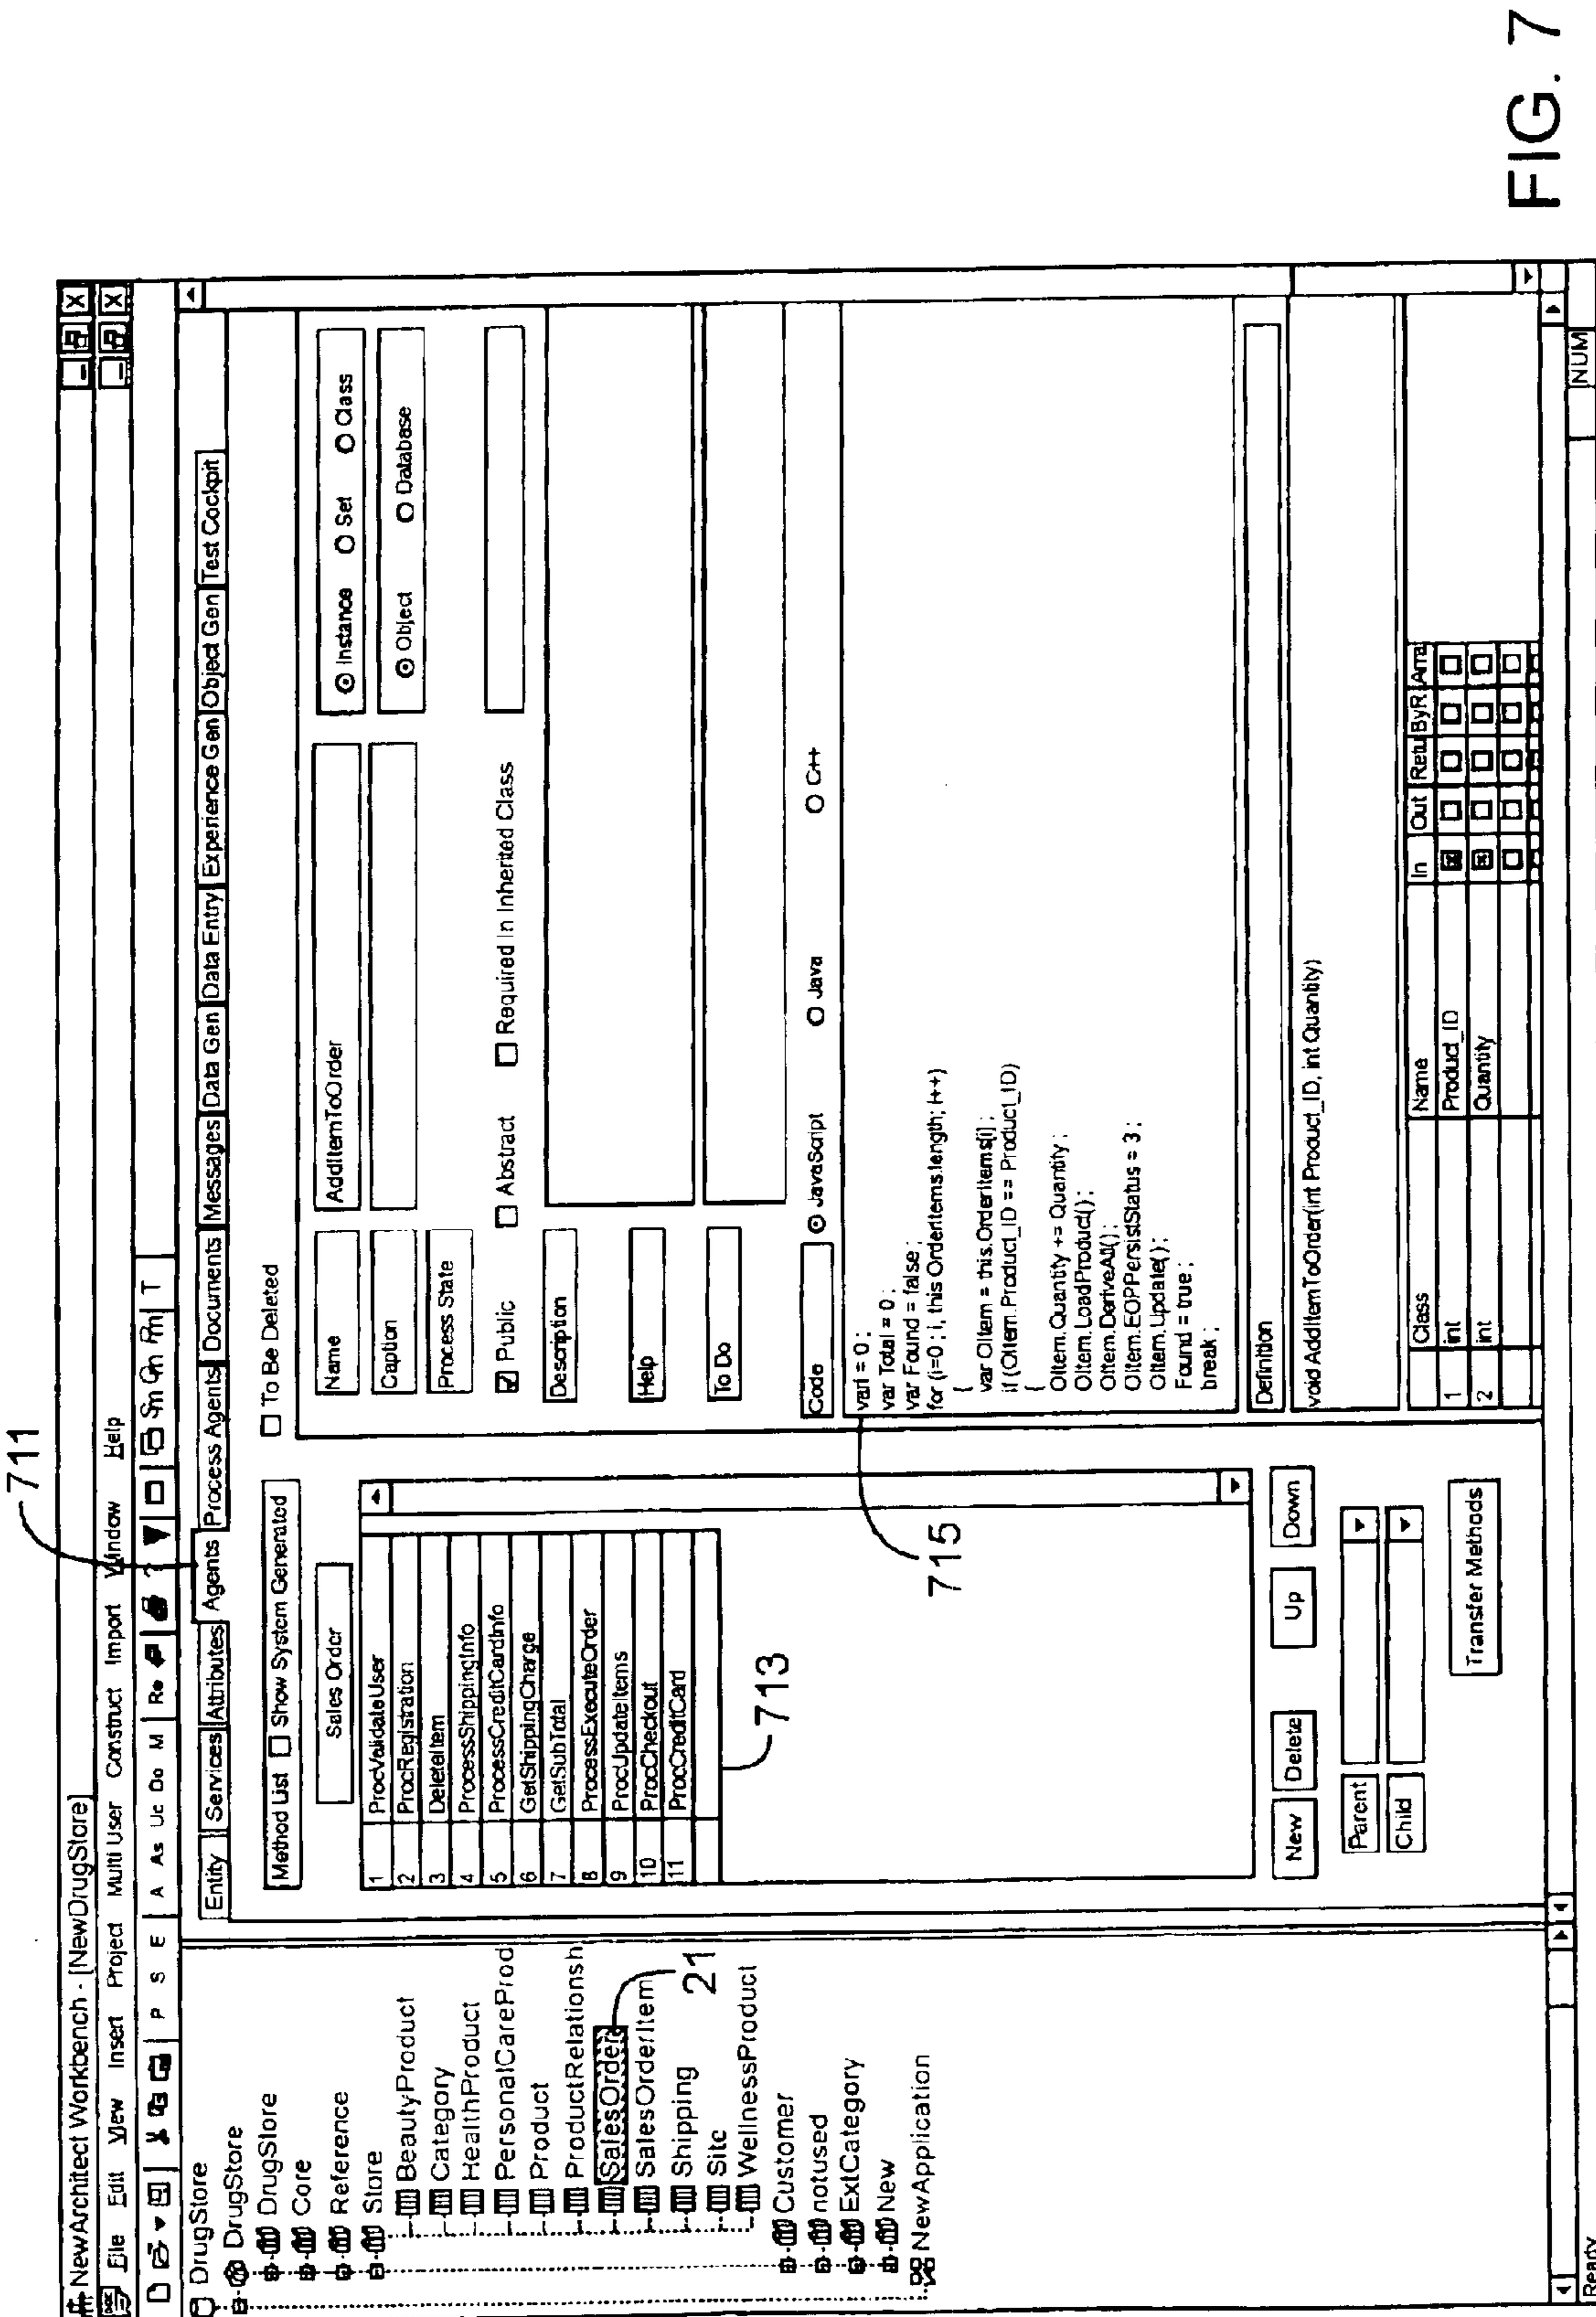 711
NewArchitect Workbench - [NewDrugStore]
File Edit View Insert Project Multi User Construct Import Window Help
P S E A As Uc Do M Re ? Sn Qn Pn T
DrugStore
DrugStore
DrugStore
Core
Reference
Store
BeautyProduct
Category
HealthProduct
PersonalCareProd
Product
ProductRelationsh
SalesOrder
21
SalesOrderItem
Shipping
Site
WellnessProduct
Customer
notused
ExtCategory
New
NewApplication
Entity Services Attributes Agents Process Agents Documents Messages Data Gen Data Entry Experience Gen Object Gen Test Cockpit
Method List Show System Generated
Sales Order
1 ProcValidateUser
2 ProcRegistration
3 DeleteItem
4 ProcessShippingInfo
5 ProcessCreditCardInfo
6 GetShippingCharge
7 GetSubTotal
8 ProcessExecuteOrder
9 ProcUpdateItems
10 ProcCheckout
11 ProcCreditCard
713
715
New Delete Up Down
Parent
Child
Transfer Methods
To Be Deleted
Name AddItemToOrder
Instance Set Class
Caption
Object Database
Process State
Public Abstract Required In Inherited Class
Description
Help
To Do
Code JavaScript Java C++
var i = 0 ;
var Total = 0 ;
var Found = false ;
for (i=0 ; i, this OrderItems.length; i++)
{
var OItem = this.OrderItems[i] ;
if (OItem.Product_ID == Product_ID)
{
OItem.Quantity += Quantity ;
OItem.LoadProduct() ;
OItem.DeriveAll() ;
OItem.EOPPersistStatus = 3 ;
OItem.Update() ;
Found = true ;
break ;
Definition
void AddItemToOrder(int Product_ID, int Quantity)
Class Name In Out Retu ByR Arra
1 int Product_ID
2 int Quantity
Ready
NUM
FIG. 7